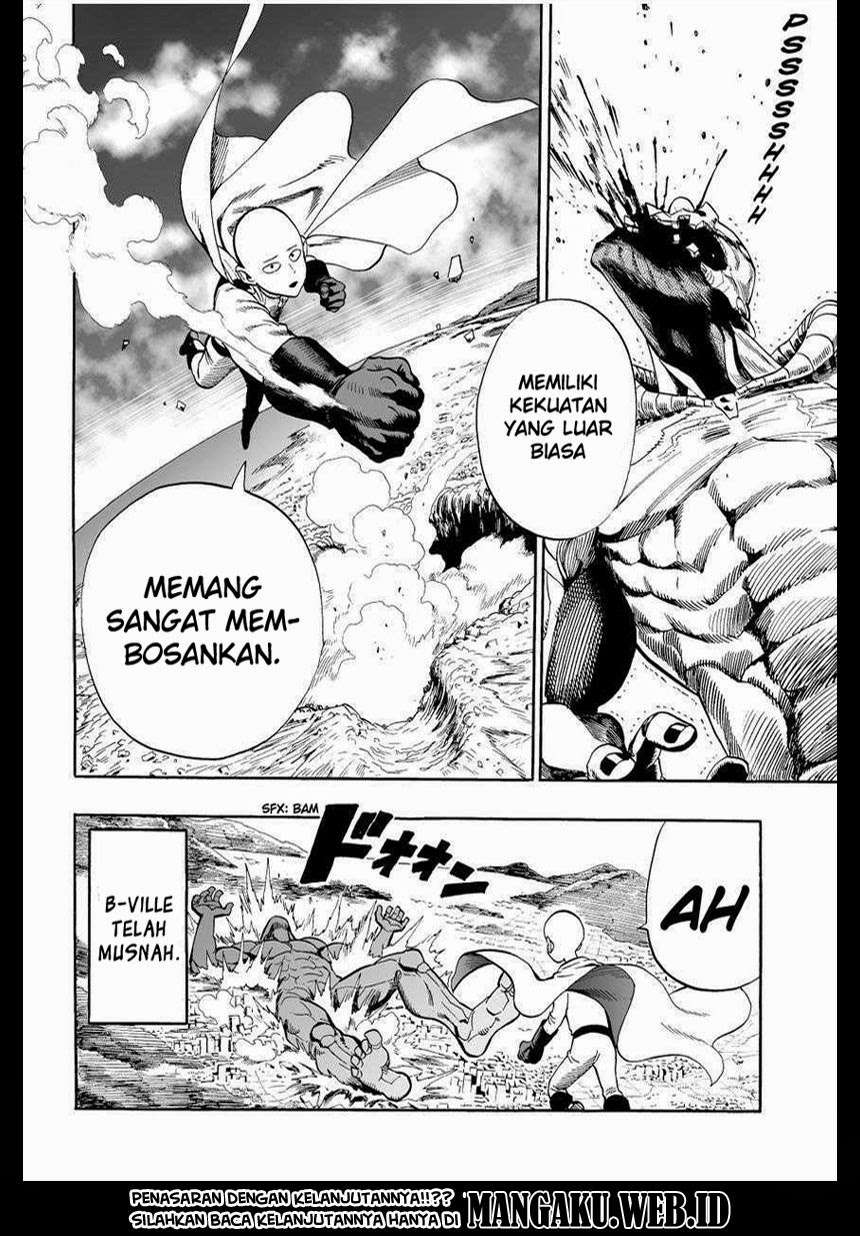 PSSSSSHHHH
MEMILIKI
KEKUATAN
YANG LUAR
BIASA
MEMANG
SANGAT MEM-
BOSANKAN.
SFX: BAM
ドオオン
AH
B-VILLE
TELAH
MUSNAH.
PENASARAN DENGAN KELANJUTANNYA!!??
SILAHKAN BACA KELANJUTANNYA HANYA DI
MANGAKU.WEB.ID